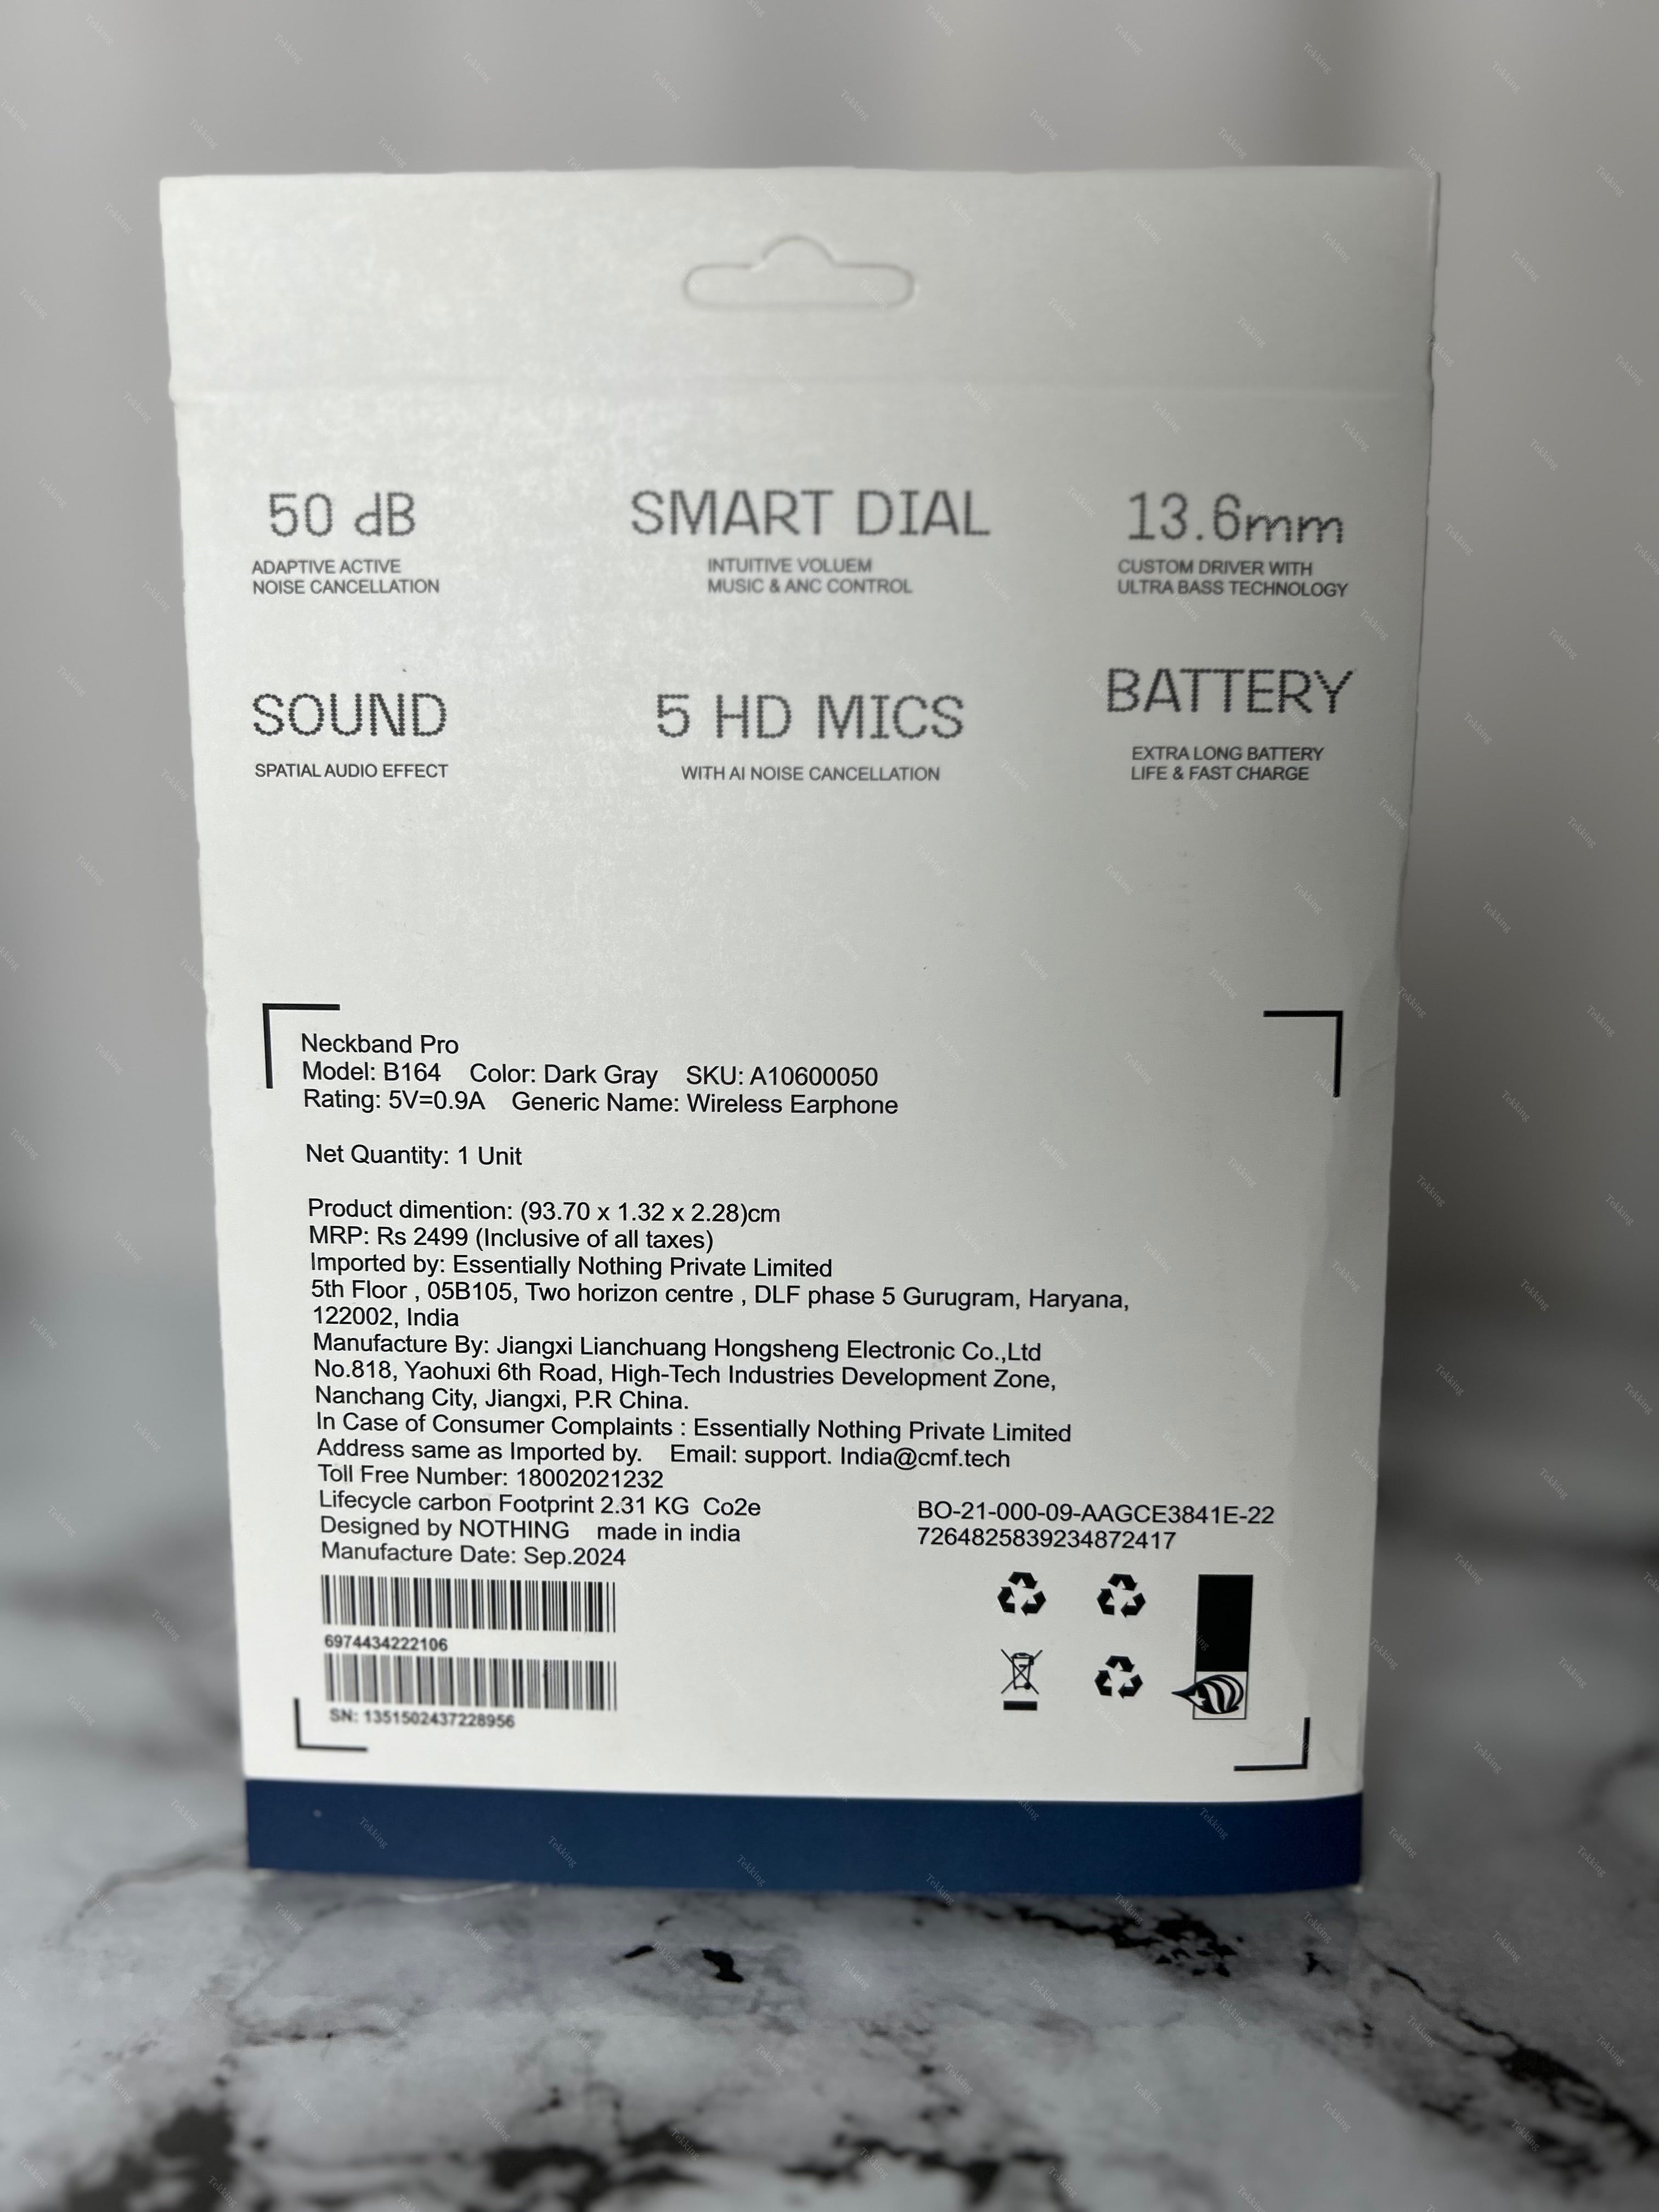 50 dB
ADAPTIVE ACTIVE
NOISE CANCELLATION
SMART DIAL
INTUITIVE VOLUEM
MUSIC & ANC CONTROL
13.6mm
CUSTOM DRIVER WITH
ULTRA BASS TECHNOLOGY
SOUND
SPATIAL AUDIO EFFECT
5 HD MICS
WITH AI NOISE CANCELLATION
BATTERY
EXTRA LONG BATTERY
LIFE & FAST CHARGE
Neckband Pro
Model: B164 Color: Dark Gray SKU: A10600050
Rating: 5V=0.9A Generic Name: Wireless Earphone
Net Quantity: 1 Unit
Product dimention: (93.70 x 1.32 x 2.28)cm
MRP: Rs 2499 (Inclusive of all taxes)
Imported by: Essentially Nothing Private Limited
5th Floor , 05B105, Two horizon centre , DLF phase 5 Gurugram, Haryana,
122002, India
Manufacture By: Jiangxi Lianchuang Hongsheng Electronic Co.,Ltd
No.818, Yaohuxi 6th Road, High-Tech Industries Development Zone,
Nanchang City, Jiangxi, P.R China.
In Case of Consumer Complaints : Essentially Nothing Private Limited
Address same as Imported by. Email: support. India@cmf.tech
Toll Free Number: 18002021232
Lifecycle carbon Footprint 2.31 KG Co2e
Designed by NOTHING made in india
Manufacture Date: Sep.2024
BO-21-000-09-AAGCE3841E-22
7264825839234872417
6974434222106
SN: 1351502437228956
Tekking